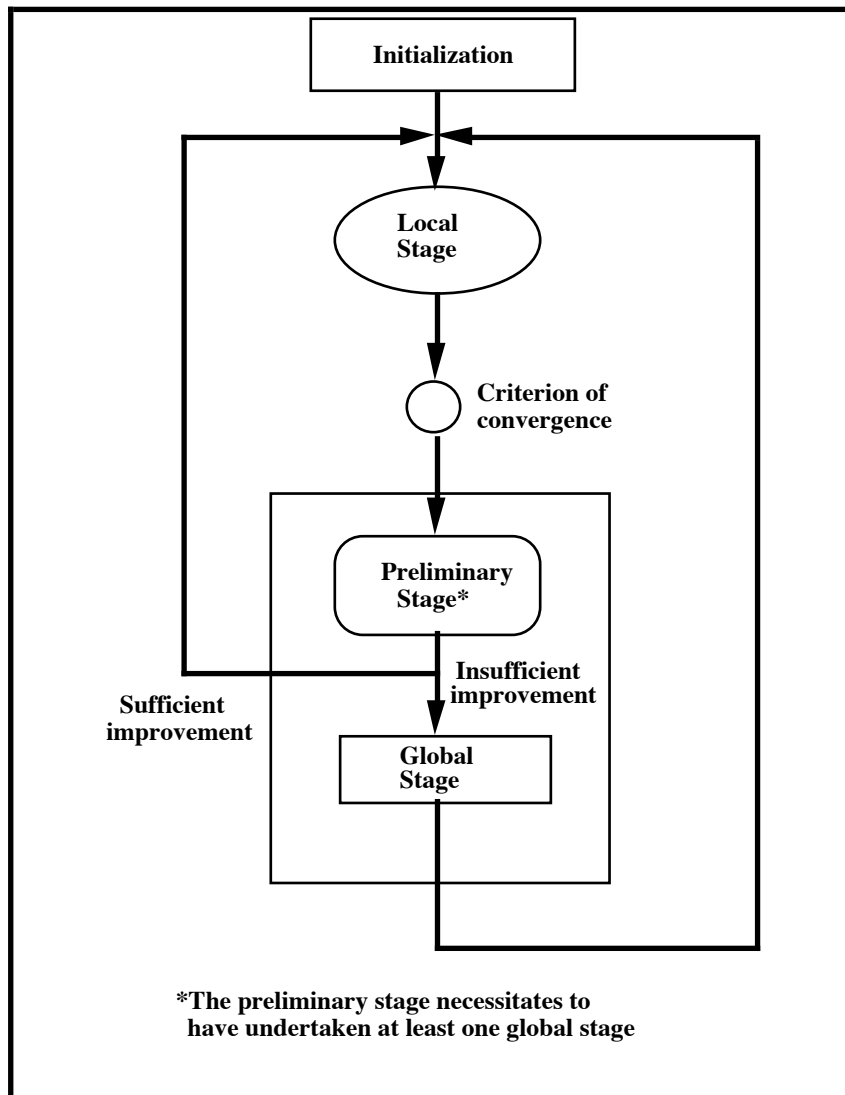 Initialization
Local
Stage
Criterion of
convergence
Preliminary
Stage*
Insufficient
improvement
Sufficient
improvement
Global
Stage
*The preliminary stage necessitates to
have undertaken at least one global stage